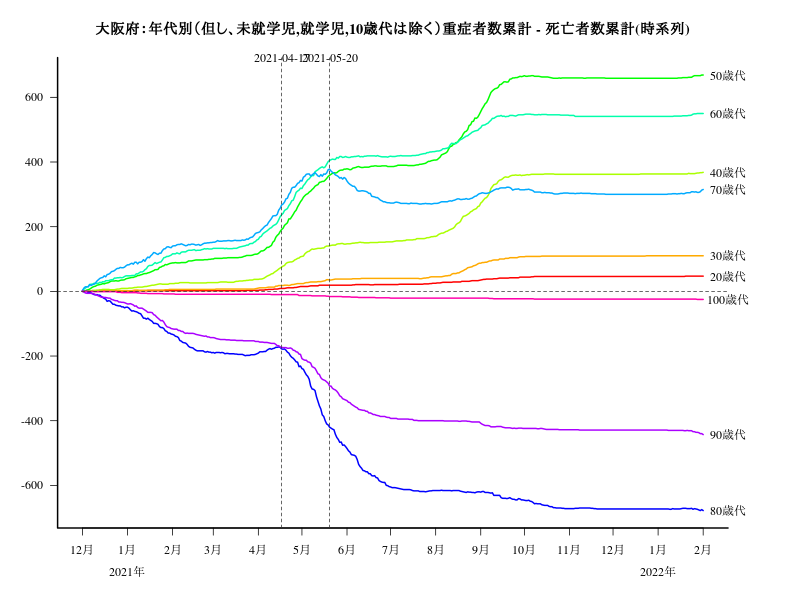 大阪府：年代別（但し、未就学児,就学児,10歳代は除く）重症者数累計 - 死亡者数累計(時系列)
2021-04-17
2021-05-20
50歳代
600
60歳代
400
40歳代
70歳代
200
30歳代
20歳代
0
100歳代
-200
-400
90歳代
-600
80歳代
12月 1月 2月 3月 4月 5月 6月 7月 8月 9月 10月 11月 12月 1月 2月
2021年 2022年